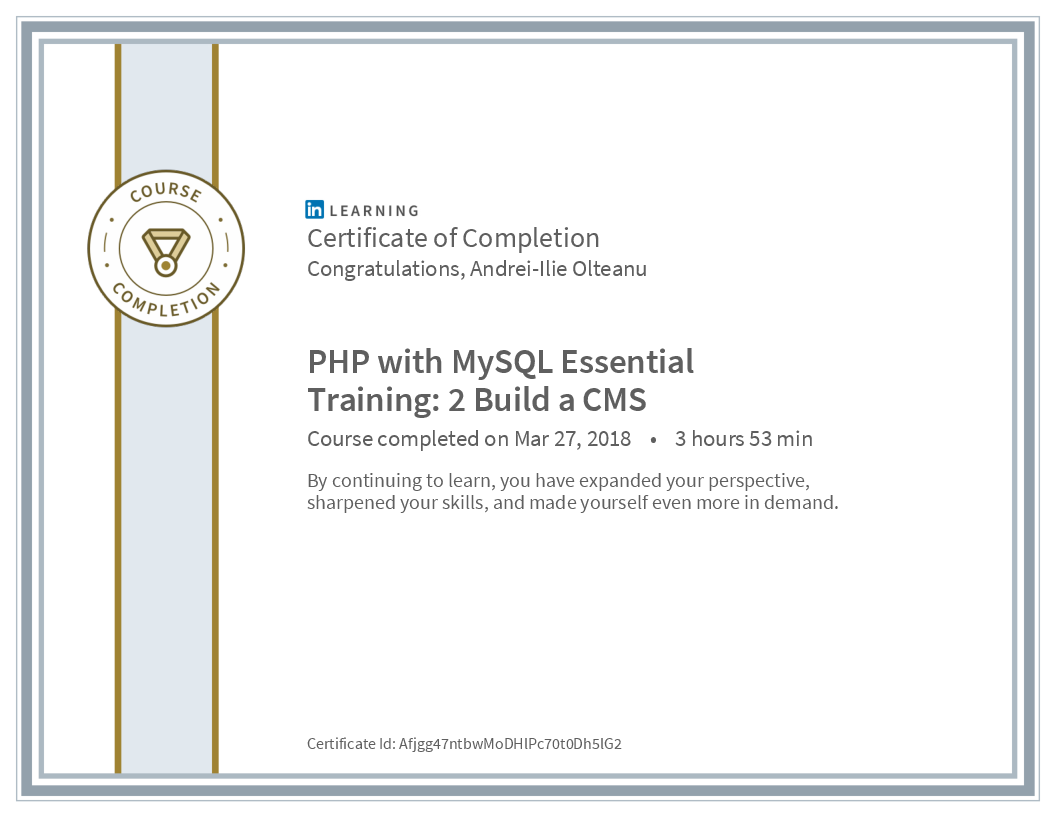 COURSE
COMPLETION
in LEARNING
Certificate of Completion
Congratulations, Andrei-Ilie Olteanu
PHP with MySQL Essential
Training: 2 Build a CMS
Course completed on Mar 27, 2018 • 3 hours 53 min
By continuing to learn, you have expanded your perspective,
sharpened your skills, and made yourself even more in demand.
Certificate Id: Afjgg47ntbwMoDHlPc70t0Dh5lG2